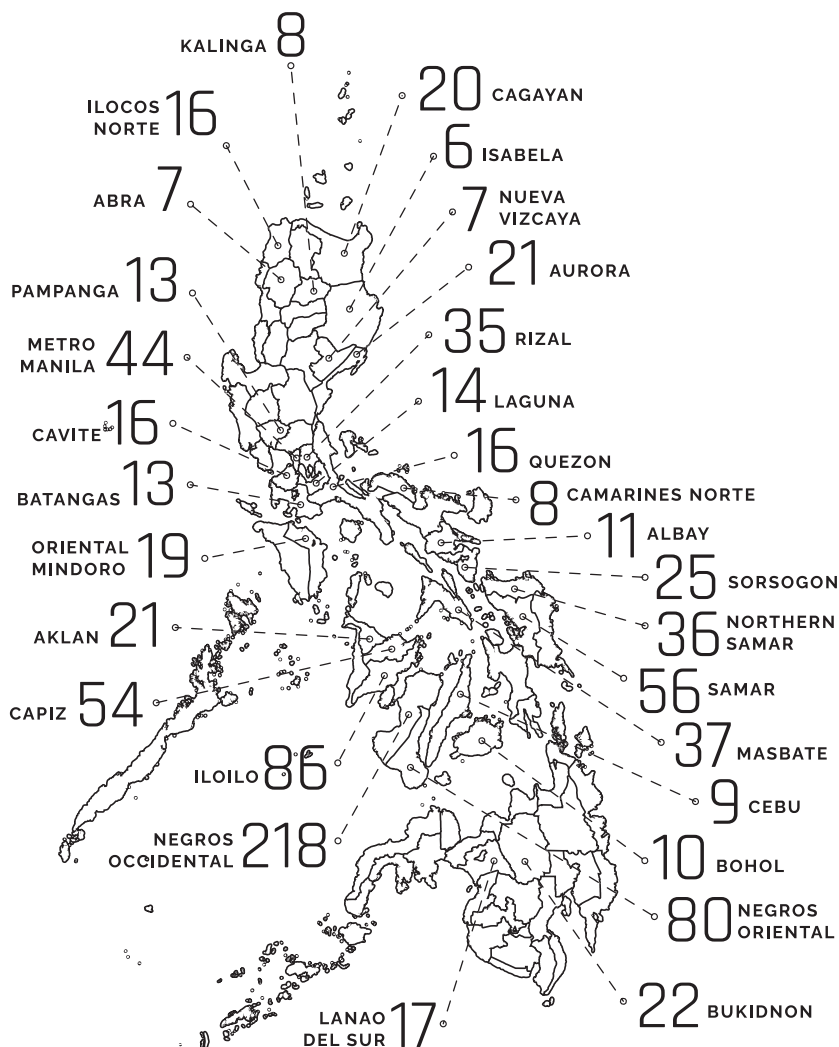 KALINGA 8
20 CAGAYAN
ILOCOS
NORTE 16
6 ISABELA
ABRA 7
7 NUEVA
VIZCAYA
21 AURORA
PAMPANGA 13
35 RIZAL
METRO
MANILA 44
14 LAGUNA
CAVITE 16
16 QUEZON
BATANGAS 13
8 CAMARINES NORTE
11 ALBAY
ORIENTAL
MINDORO 19
25 SORSOGON
36 NORTHERN
SAMAR
AKLAN 21
56 SAMAR
CAPIZ 54
37 MASBATE
ILOILO 86
9 CEBU
NEGROS
OCCIDENTAL 218
10 BOHOL
80 NEGROS
ORIENTAL
22 BUKIDNON
LANAO
DEL SUR 17